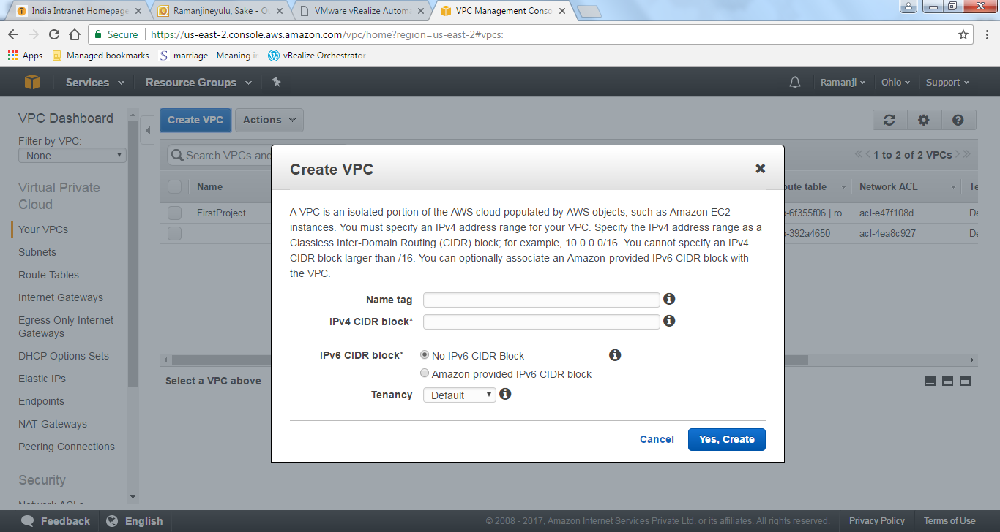 India Intranet Homepage
Ramanjineyulu, Sake - O
VMware vRealize Automa
VPC Management Conso
Secure https://us-east-2.console.aws.amazon.com/vpc/home?region=us-east-2#vpcs:
Apps Managed bookmarks marriage - Meaning in vRealize Orchestrator
Services Resource Groups Ramanji Ohio Support
VPC Dashboard
Filter by VPC:
None
Virtual Private
Cloud
Your VPCs
Subnets
Route Tables
Internet Gateways
Egress Only Internet
Gateways
DHCP Options Sets
Elastic IPs
Endpoints
NAT Gateways
Peering Connections
Security
Network ACLs
Create VPC Actions
Search VPCs and
1 to 2 of 2 VPCs
Name oute table Network ACL Te
FirstProject b-6f355f06 | ro... acl-e47f108d De
b-392a4650 acl-4ea8c927 De
Select a VPC above
Create VPC
A VPC is an isolated portion of the AWS cloud populated by AWS objects, such as Amazon EC2
instances. You must specify an IPv4 address range for your VPC. Specify the IPv4 address range as a
Classless Inter-Domain Routing (CIDR) block; for example, 10.0.0.0/16. You cannot specify an IPv4
CIDR block larger than /16. You can optionally associate an Amazon-provided IPv6 CIDR block with
the VPC.
Name tag
IPv4 CIDR block*
IPv6 CIDR block* No IPv6 CIDR Block
Amazon provided IPv6 CIDR block
Tenancy Default
Cancel Yes, Create
Feedback English © 2008 - 2017, Amazon Internet Services Private Ltd. or its affiliates. All rights reserved. Privacy Policy Terms of Use